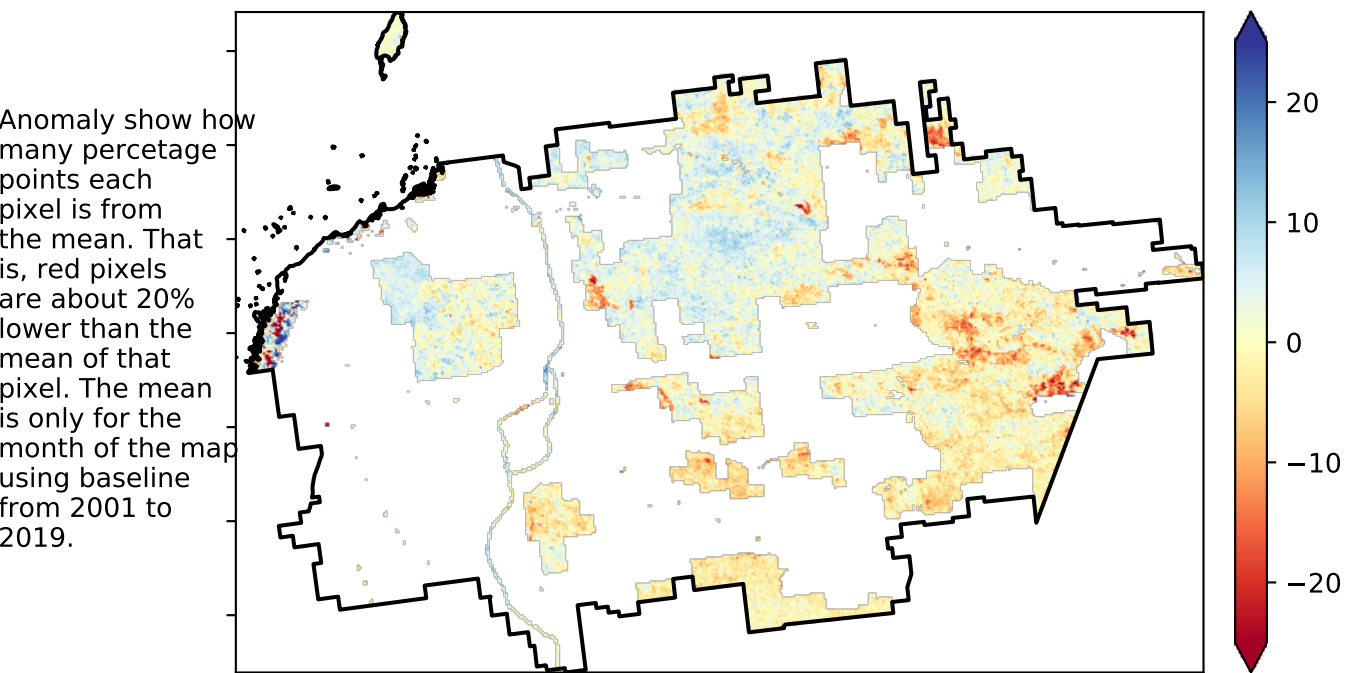 Anomaly show how
many percetage
points each
pixel is from
the mean. That
is, red pixels
are about 20%
lower than the
mean of that
pixel. The mean
is only for the
month of the map
using baseline
from 2001 to
2019.
20
10
0
−10
−20